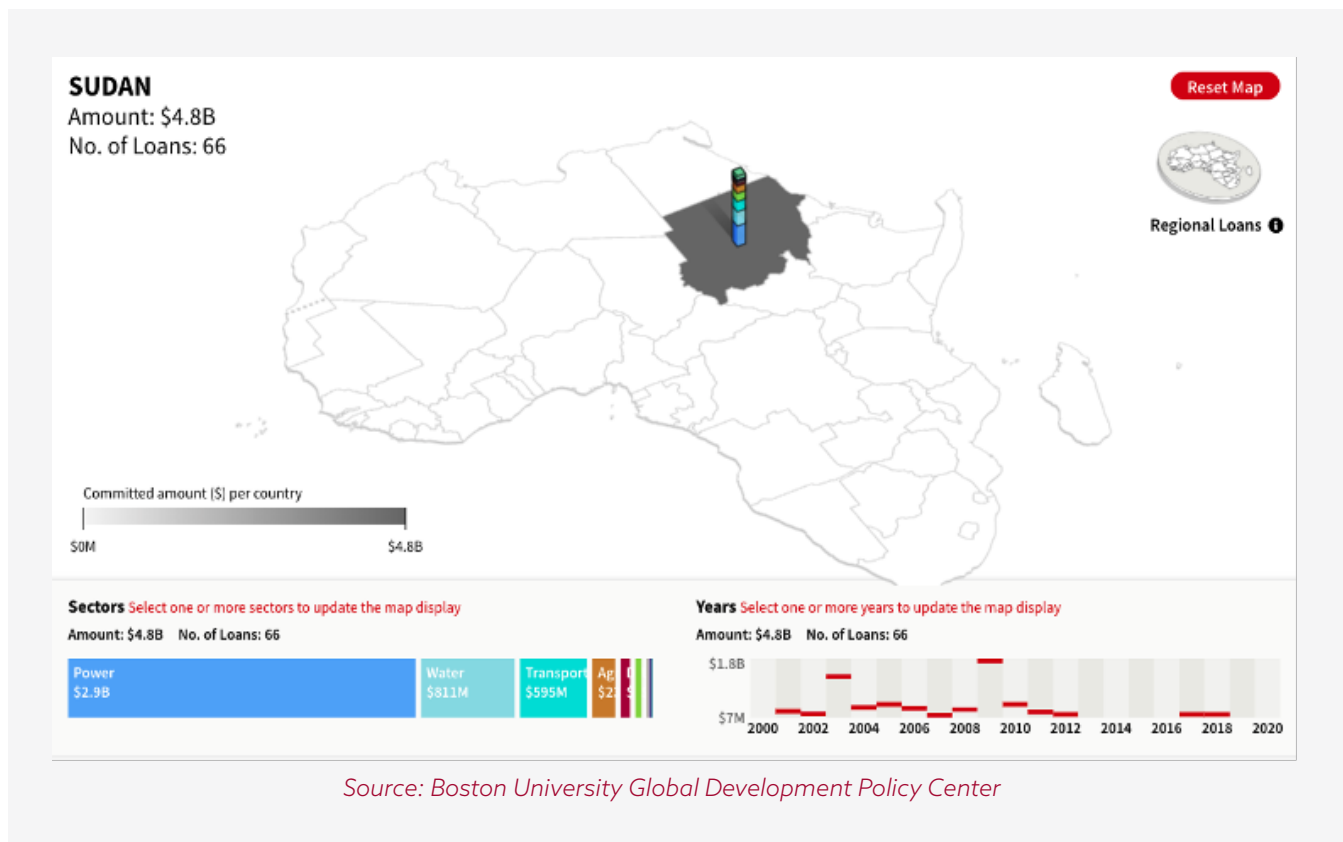 SUDAN
Amount: $4.8B
No. of Loans: 66
Reset Map
Regional Loans
Committed amount ($) per country
$0M $4.8B
Sectors Select one or more sectors to update the map display
Amount: $4.8B No. of Loans: 66
Power Water Transport Ag
$2.9B $811M $595M $2
Years Select one or more years to update the map display
Amount: $4.8B No. of Loans: 66
$1.8B
$7M
2000 2002 2004 2006 2008 2010 2012 2014 2016 2018 2020
Source: Boston University Global Development Policy Center